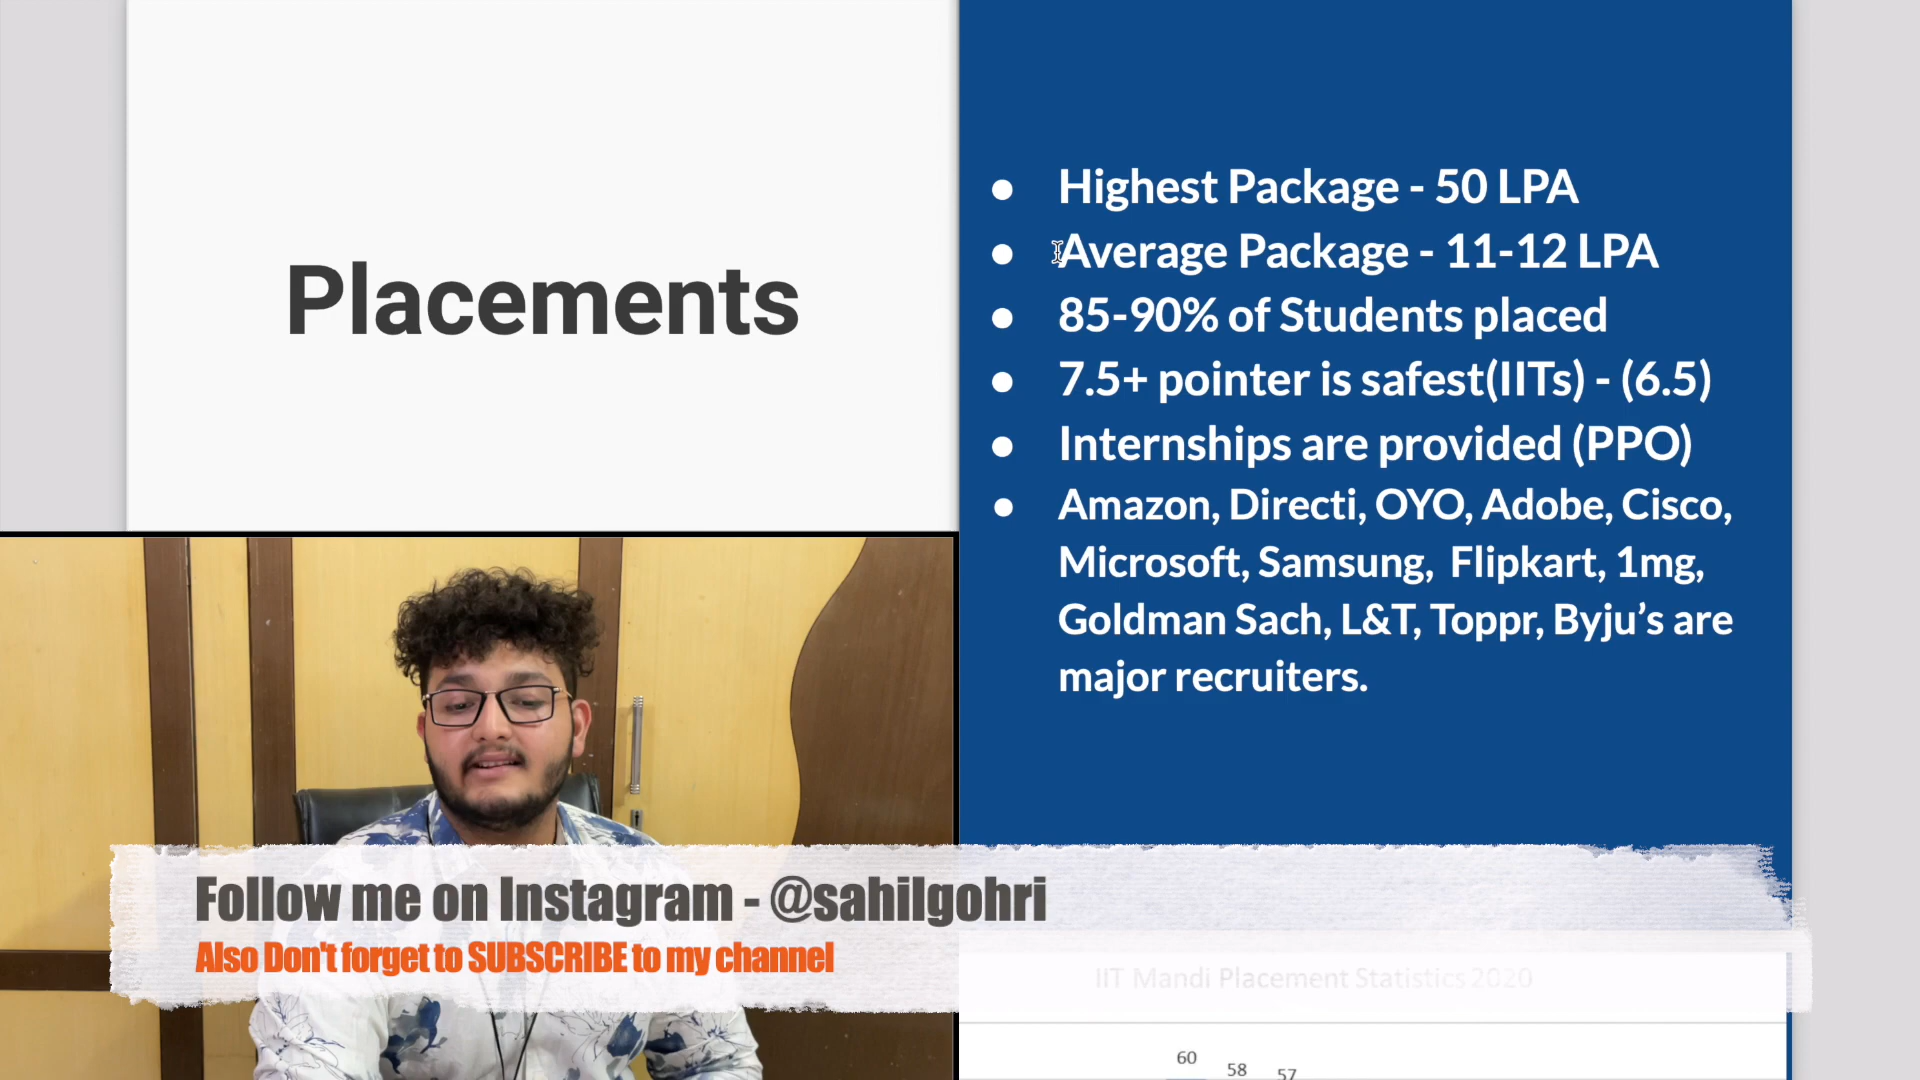 Placements
Highest Package - 50 LPA
Average Package - 11-12 LPA
85-90% of Students placed
7.5+ pointer is safest(IITs) - (6.5)
Internships are provided (PPO)
Amazon, Directi, OYO, Adobe, Cisco,
Microsoft, Samsung, Flipkart, 1mg,
Goldman Sach, L&T, Toppr, Byju’s are
major recruiters.
Follow me on Instagram - @sahilgohri
Also Don't forget to SUBSCRIBE to my channel
IIT Mandi Placement Statistics 2020
60
58
57